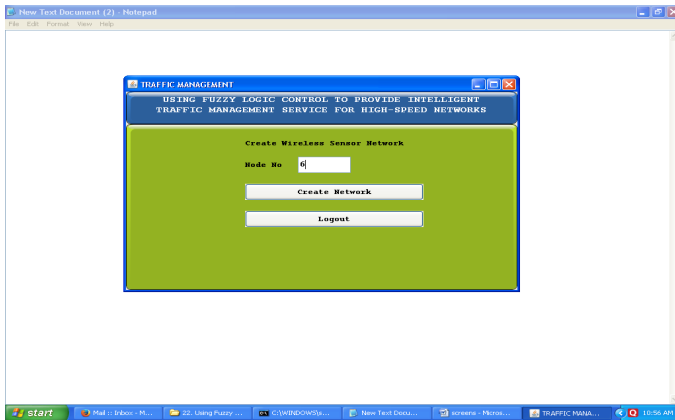 New Text Document (2) - Notepad
File Edit Format View Help
TRAFFIC MANAGEMENT
USING FUZZY LOGIC CONTROL TO PROVIDE INTELLIGENT
TRAFFIC MANAGEMENT SERVICE FOR HIGH-SPEED NETWORKS
Create Wireless Sensor Network
Node No 6
Create Network
Logout
start Mail :: Inbox - M... 22. Using Fuzzy ... C:\WINDOWS\s... New Text Docu... screens - Micros... TRAFFIC MANA... 10:56 AM